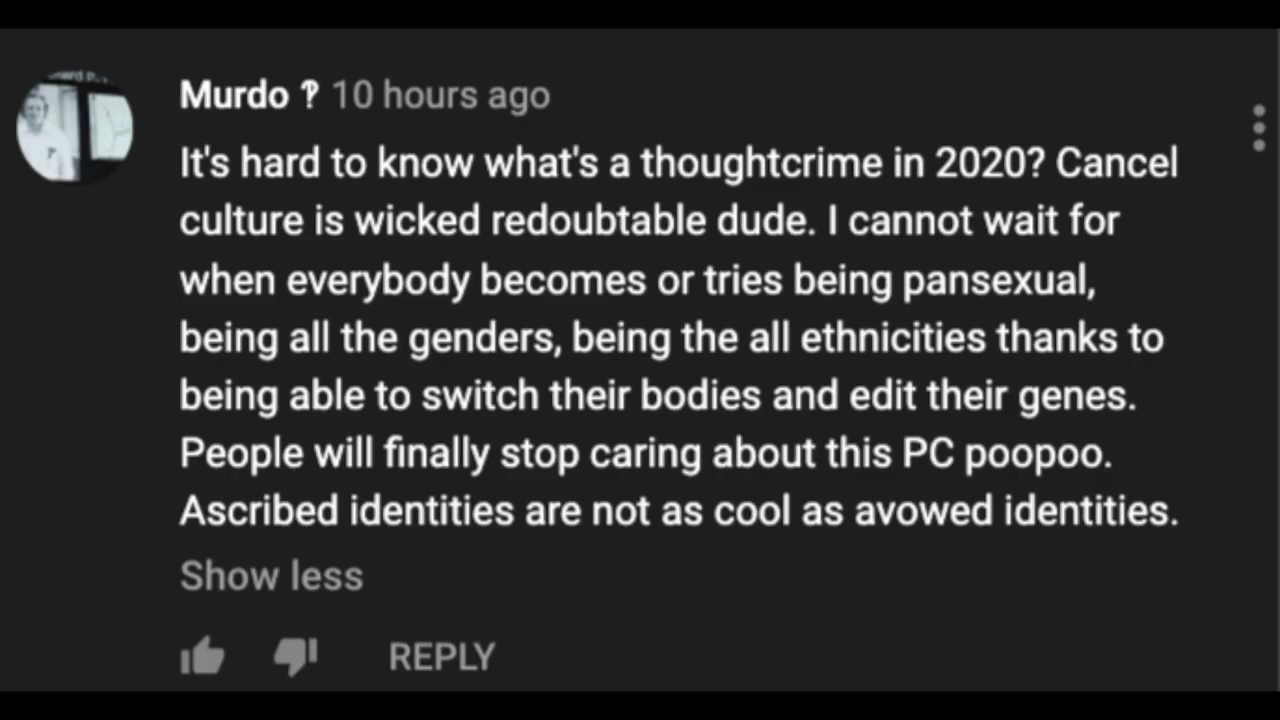 Murdo ‽ 10 hours ago
It's hard to know what's a thoughtcrime in 2020? Cancel
culture is wicked redoubtable dude. I cannot wait for
when everybody becomes or tries being pansexual,
being all the genders, being the all ethnicities thanks to
being able to switch their bodies and edit their genes.
People will finally stop caring about this PC poopoo.
Ascribed identities are not as cool as avowed identities.
Show less
REPLY